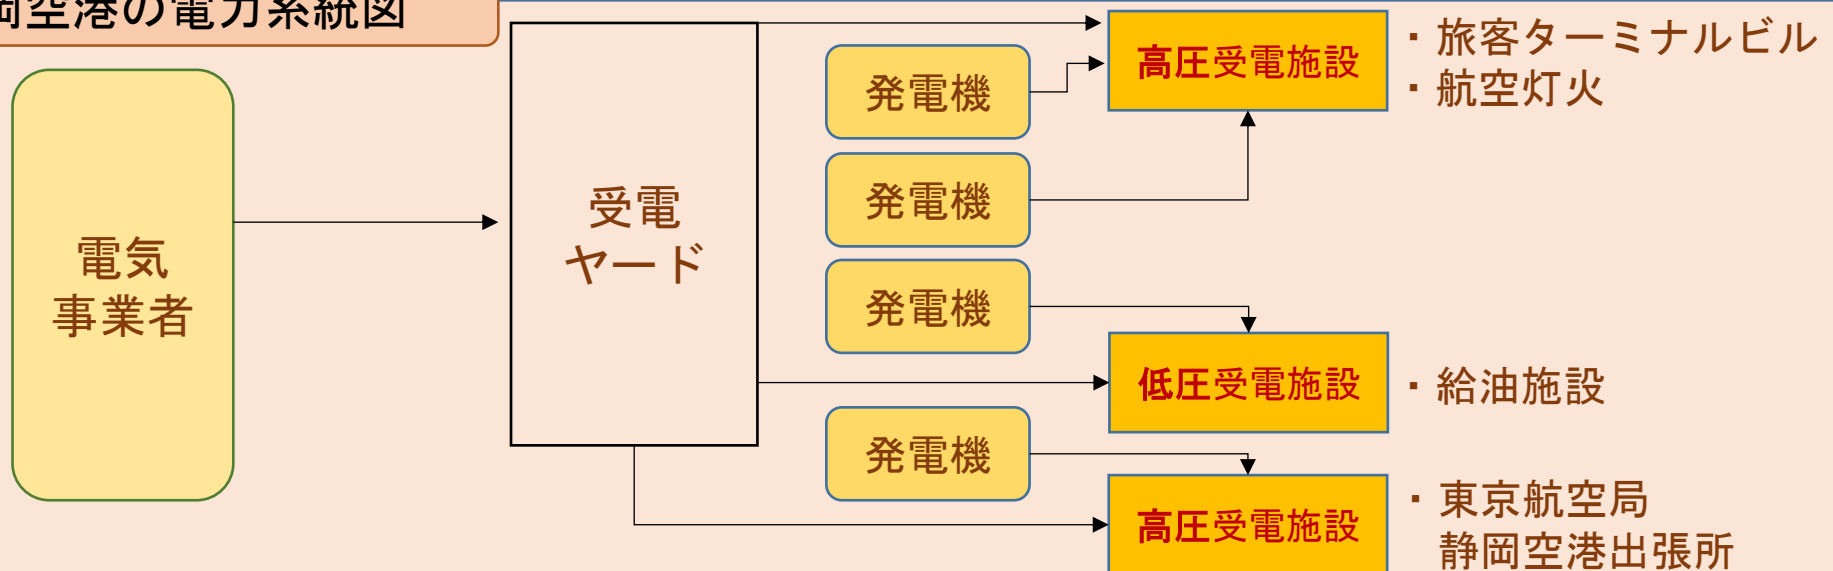 岡空港の電力系統図
電気
事業者
受電
ヤード
発電機
発電機
発電機
発電機
高圧受電施設
・旅客ターミナルビル
・航空灯火
低圧受電施設
・給油施設
高圧受電施設
・東京航空局
静岡空港出張所